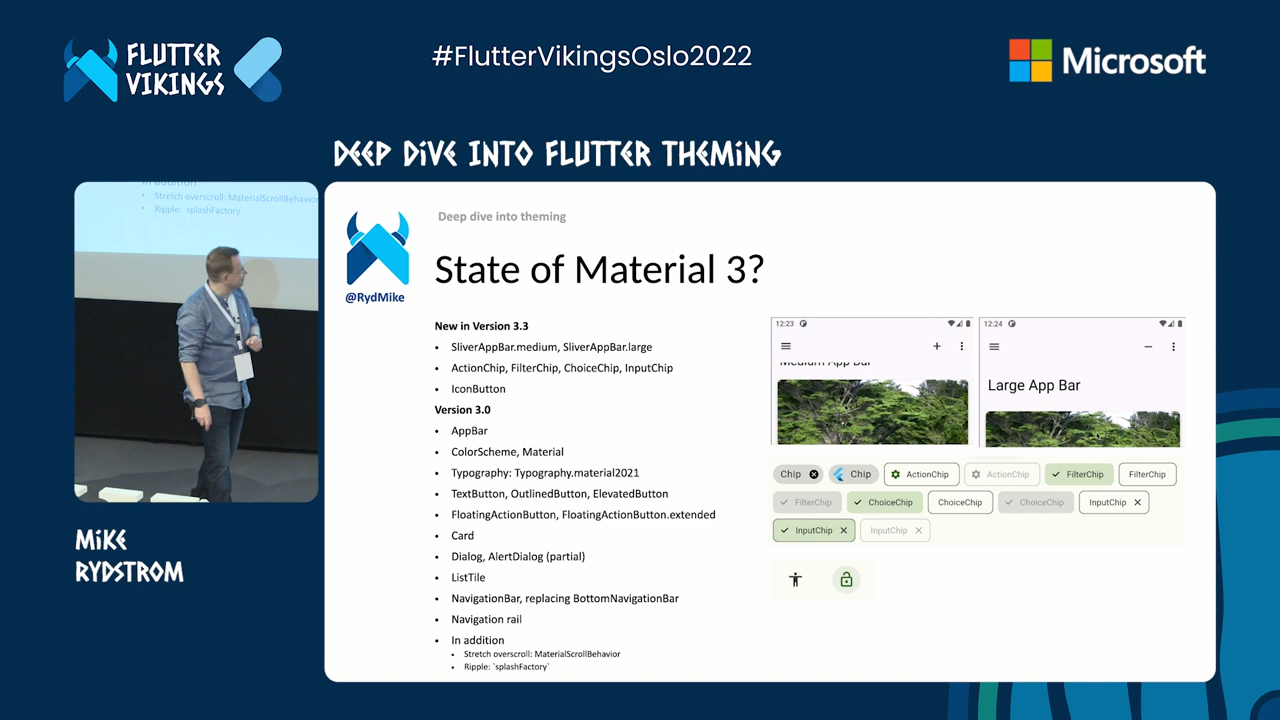 FLUTTER
VIKINGS
#FlutterVikingsOslo2022
Microsoft
DEEP DIVE INTO FLUTTER THEMING
In addition
• Stretch overscroll: MaterialScrollBehavior
• Ripple: `splashFactory`
MIKE
RYDSTROM
@RydMike
Deep dive into theming
State of Material 3?
New in Version 3.3
• SliverAppBar.medium, SliverAppBar.large
• ActionChip, FilterChip, ChoiceChip, InputChip
• IconButton
Version 3.0
• AppBar
• ColorScheme, Material
• Typography: Typography.material2021
• TextButton, OutlinedButton, ElevatedButton
• FloatingActionButton, FloatingActionButton.extended
• Card
• Dialog, AlertDialog (partial)
• ListTile
• NavigationBar, replacing BottomNavigationBar
• Navigation rail
• In addition
• Stretch overscroll: MaterialScrollBehavior
• Ripple: `splashFactory`
12:23
Medium App Bar
12:24
Large App Bar
Chip Chip ActionChip ActionChip FilterChip FilterChip
FilterChip ChoiceChip ChoiceChip ChoiceChip InputChip
InputChip InputChip